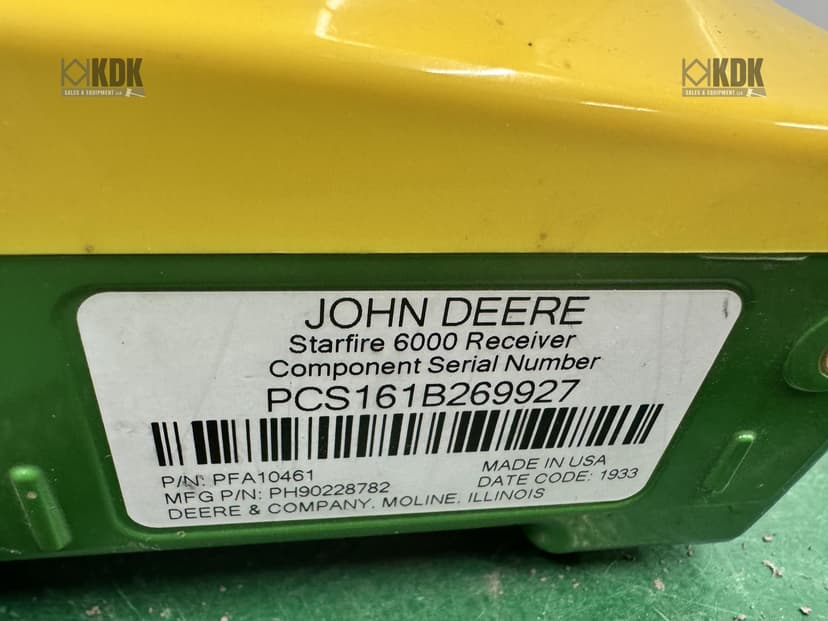 KDK
SALES & EQUIPMENT LLC
KDK
SALES & EQUIPMENT LLC
JOHN DEERE
Starfire 6000 Receiver
Component Serial Number
PCS161B269927
P/N: PFA10461
MADE IN USA
MFG P/N: PH90228782
DATE CODE: 1933
DEERE & COMPANY, MOLINE, ILLINOIS